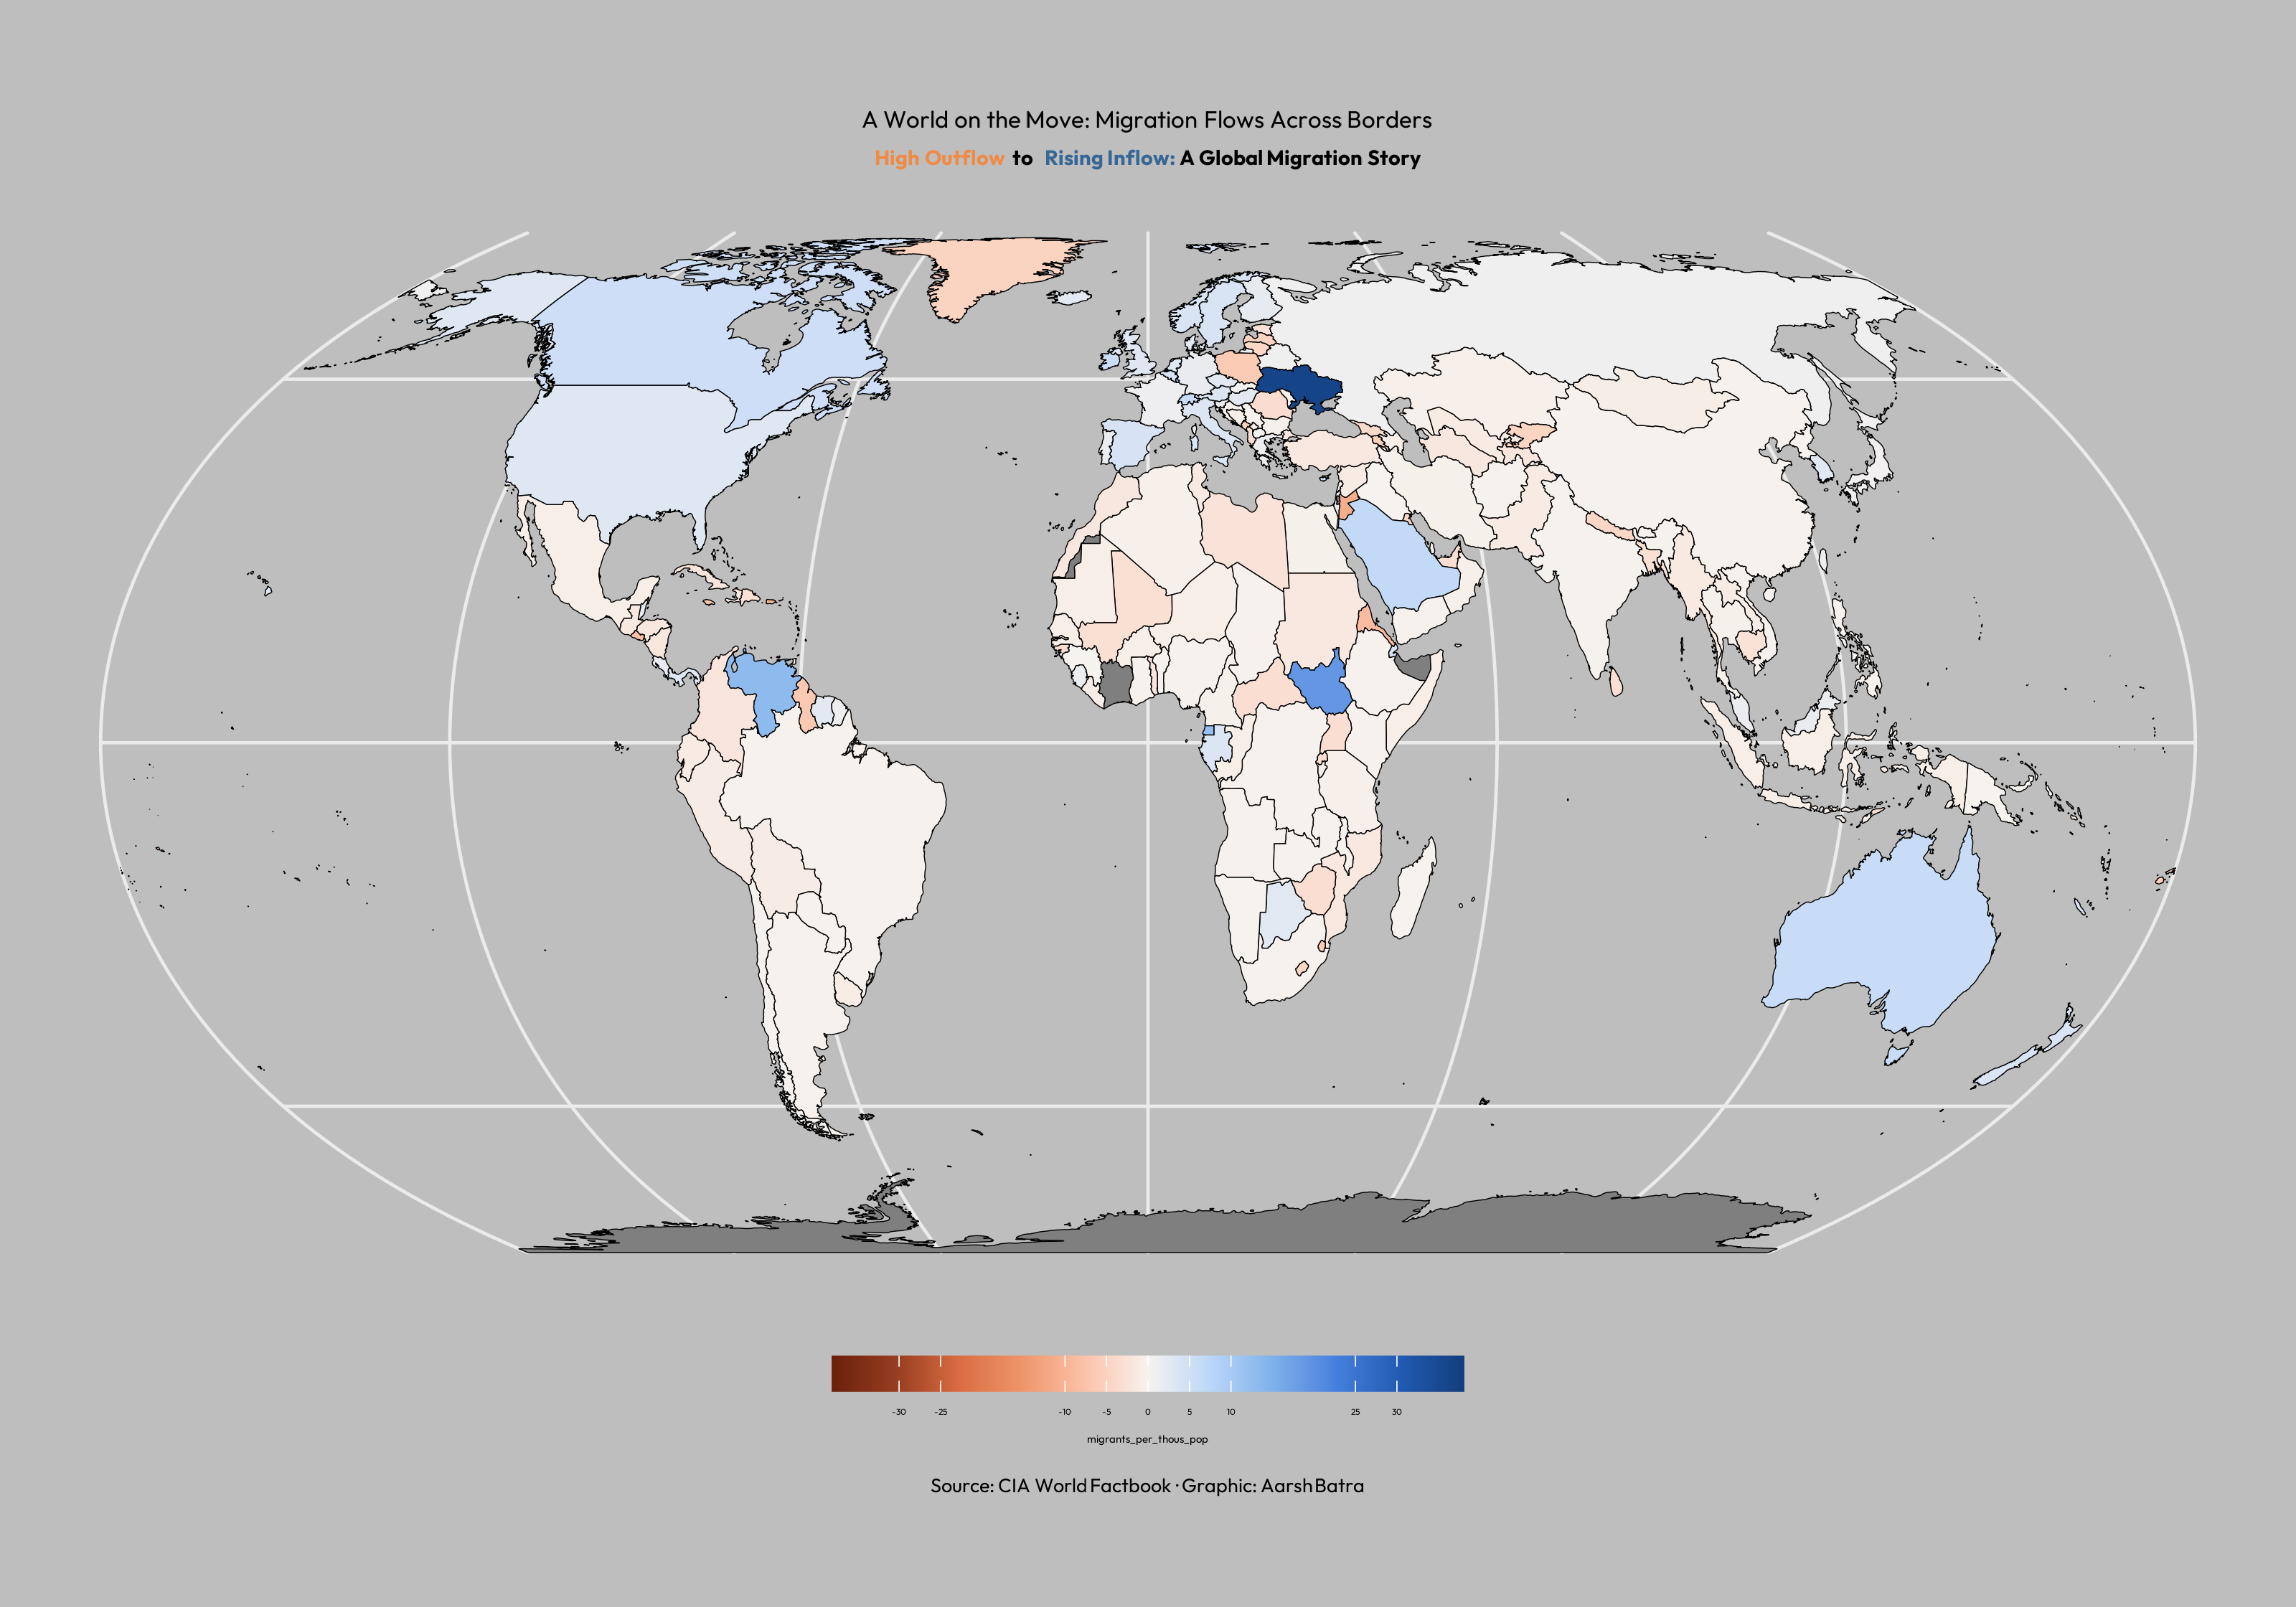 A World on the Move: Migration Flows Across Borders
High Outflow to Rising Inflow: A Global Migration Story
-30 -25 -10 -5 0 5 10 25 30
migrants_per_thous_pop
Source: CIA World Factbook · Graphic: Aarsh Batra